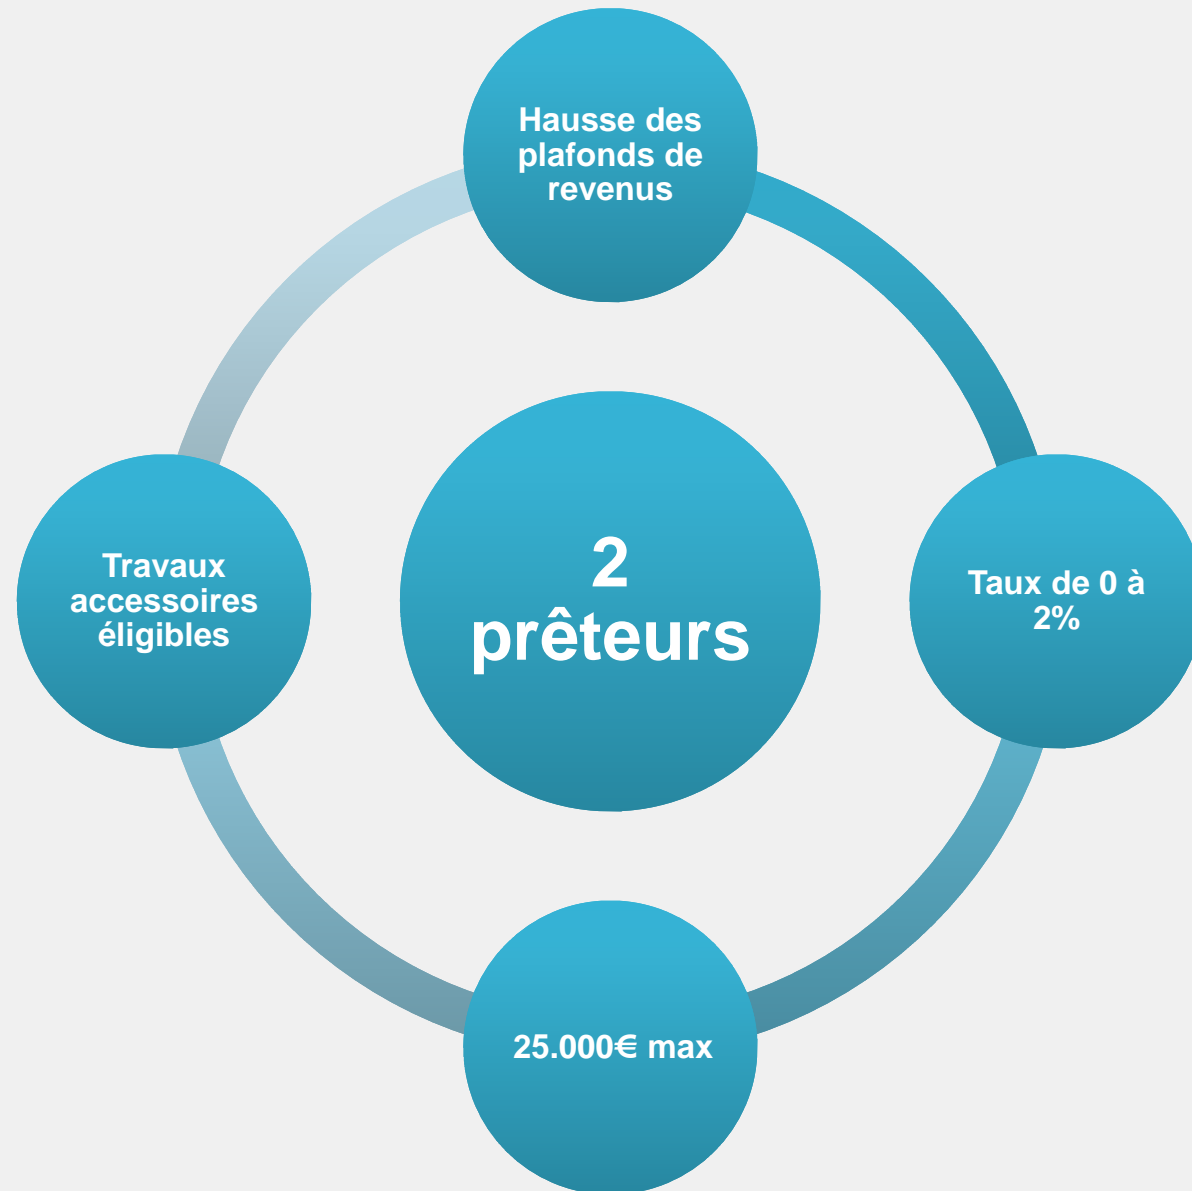 Hausse des
plafonds de
revenus
Travaux
accessoires
éligibles
2
prêteurs
Taux de 0 à
2%
25.000€ max